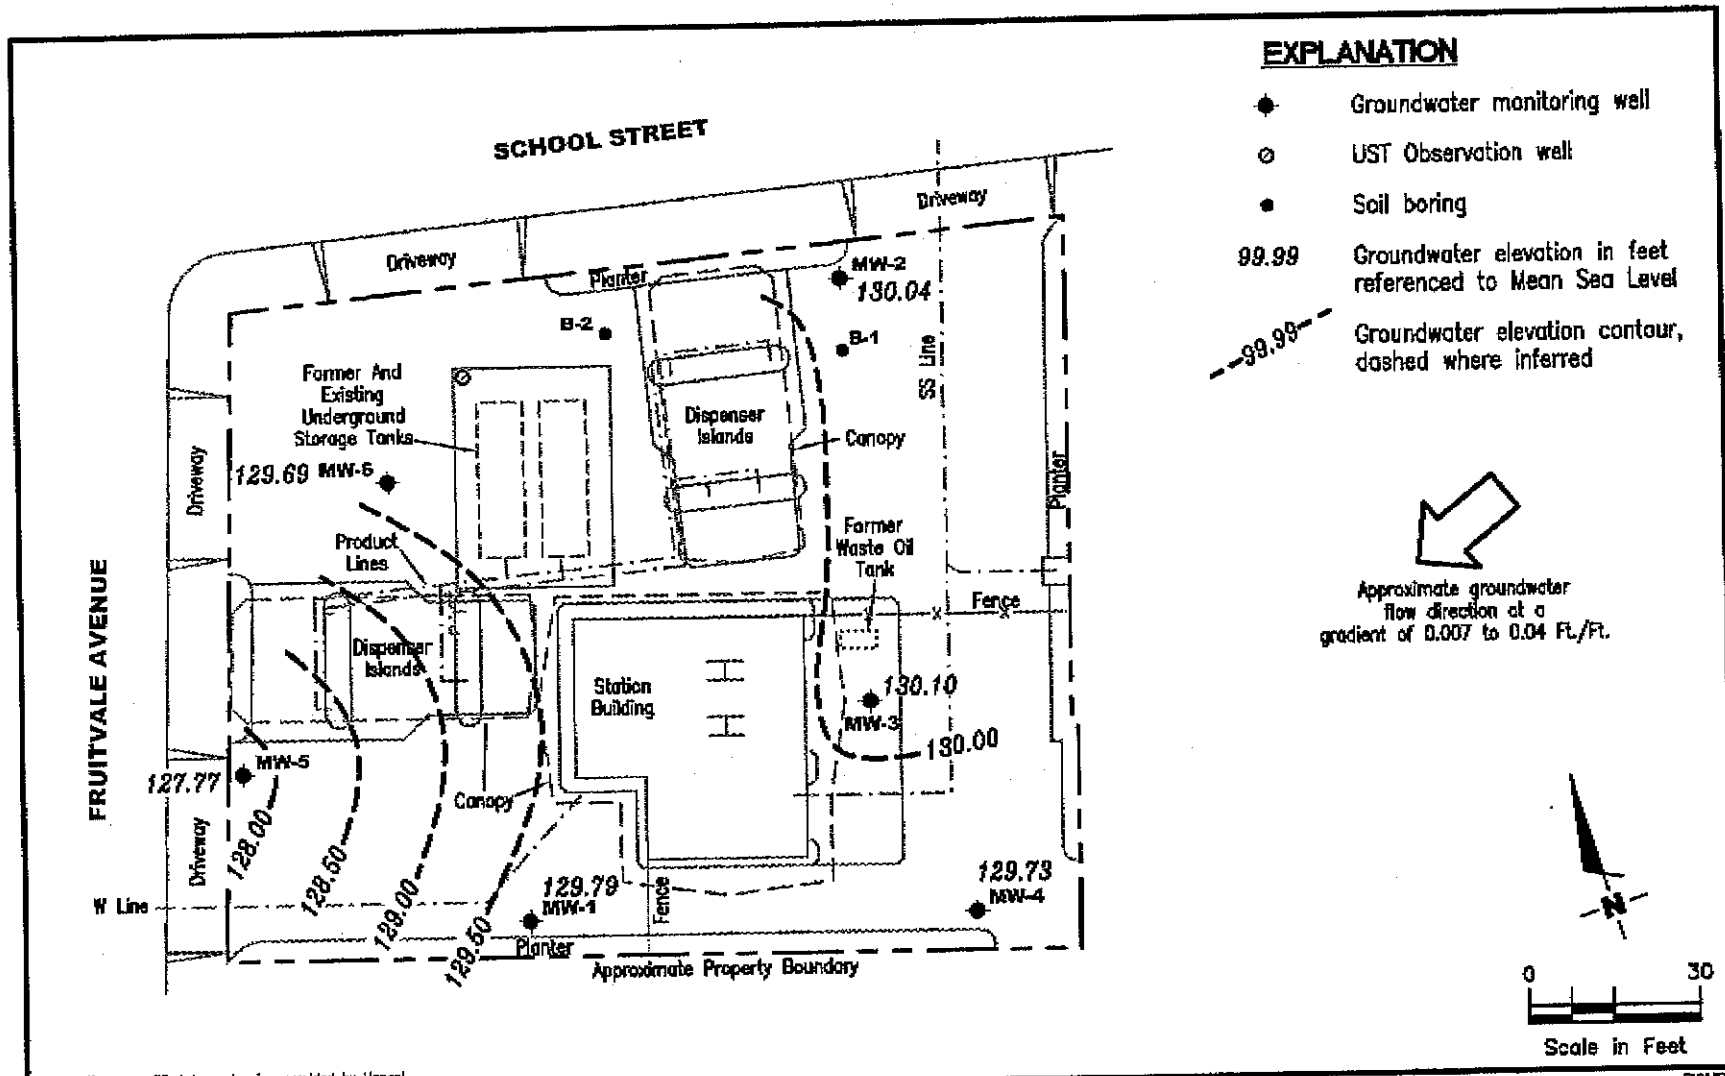 EXPLANATION
Groundwater monitoring well
UST Observation well
Soil boring
99.99
Groundwater elevation in feet
referenced to Mean Sea Level
99.99
Groundwater elevation contour,
dashed where inferred
SCHOOL STREET
Driveway
Driveway
Planter
MW-2
130.04
B-2
B-1
SS Line
Former And
Existing
Underground
Storage Tanks
Dispenser
Islands
Canopy
129.69 MW-6
Driveway
Planter
Product
Lines
Former
Waste Oil
Tank
Fence
FRUITVALE AVENUE
Dispenser
Islands
Station
Building
130.10
MW-3
130.00
MW-5
127.77
Canopy
Driveway
128.00
128.50
129.00
129.50
W Line
129.79
MW-1
Fence
129.73
MW-4
Planter
Approximate Property Boundary
Approximate groundwater
flow direction at a
gradient of 0.007 to 0.04 Ft./Ft.
N
0 30
Scale in Feet